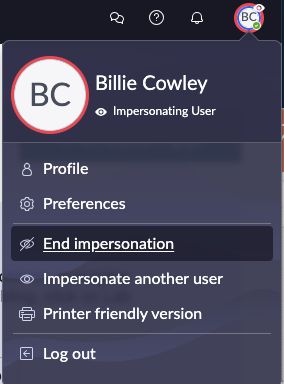 BC
BC
Billie Cowley
Impersonating User
Profile
Preferences
End impersonation
Impersonate another user
Printer friendly version
Log out